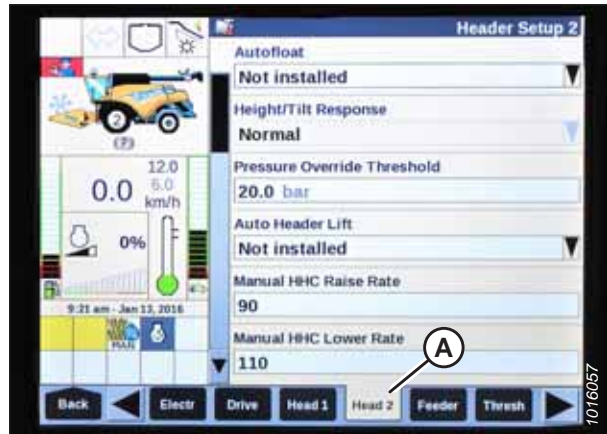 Header Setup 2
Autofloat
Not installed
Height/Tilt Response
Normal
Pressure Override Threshold
20.0 bar
Auto Header Lift
Not installed
Manual HHC Raise Rate
90
Manual HHC Lower Rate
110
2
(?)
12.0
0.0 6.0
km/h
0%
9:21 am - Jan 13, 2016
MAN
A
Back Electr Drive Head 1 Head 2 Feeder Thresh
1016057